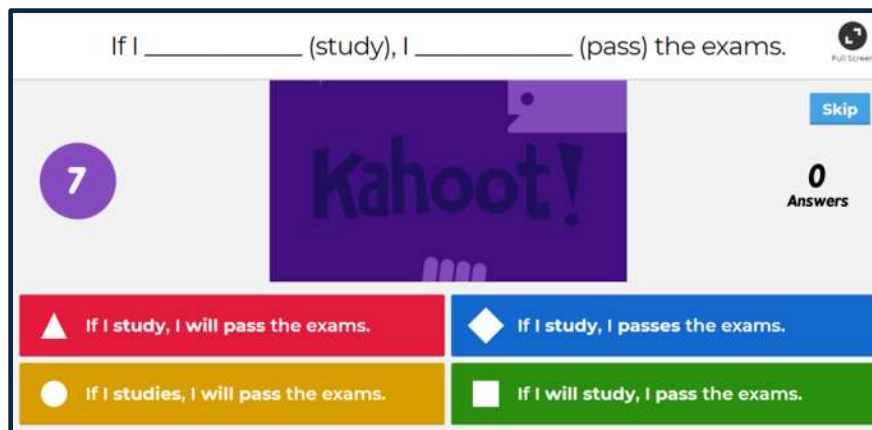 If I ____________ (study), I ____________ (pass) the exams.
Full Screen
Skip
7
Kahoot!
0
Answers
If I study, I will pass the exams.
If I study, I passes the exams.
If I studies, I will pass the exams.
If I will study, I pass the exams.